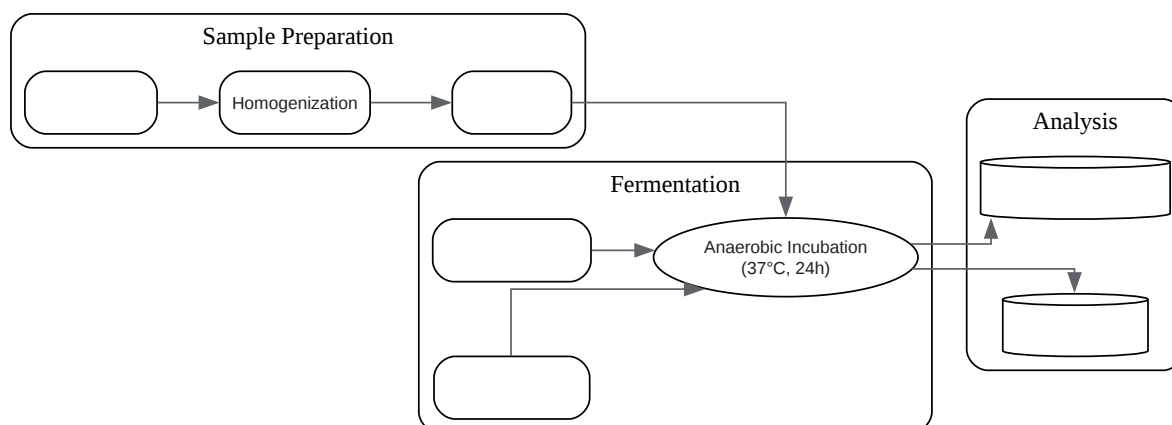 Sample Preparation
Homogenization
Fermentation
Anaerobic Incubation
(37°C, 24h)
Analysis